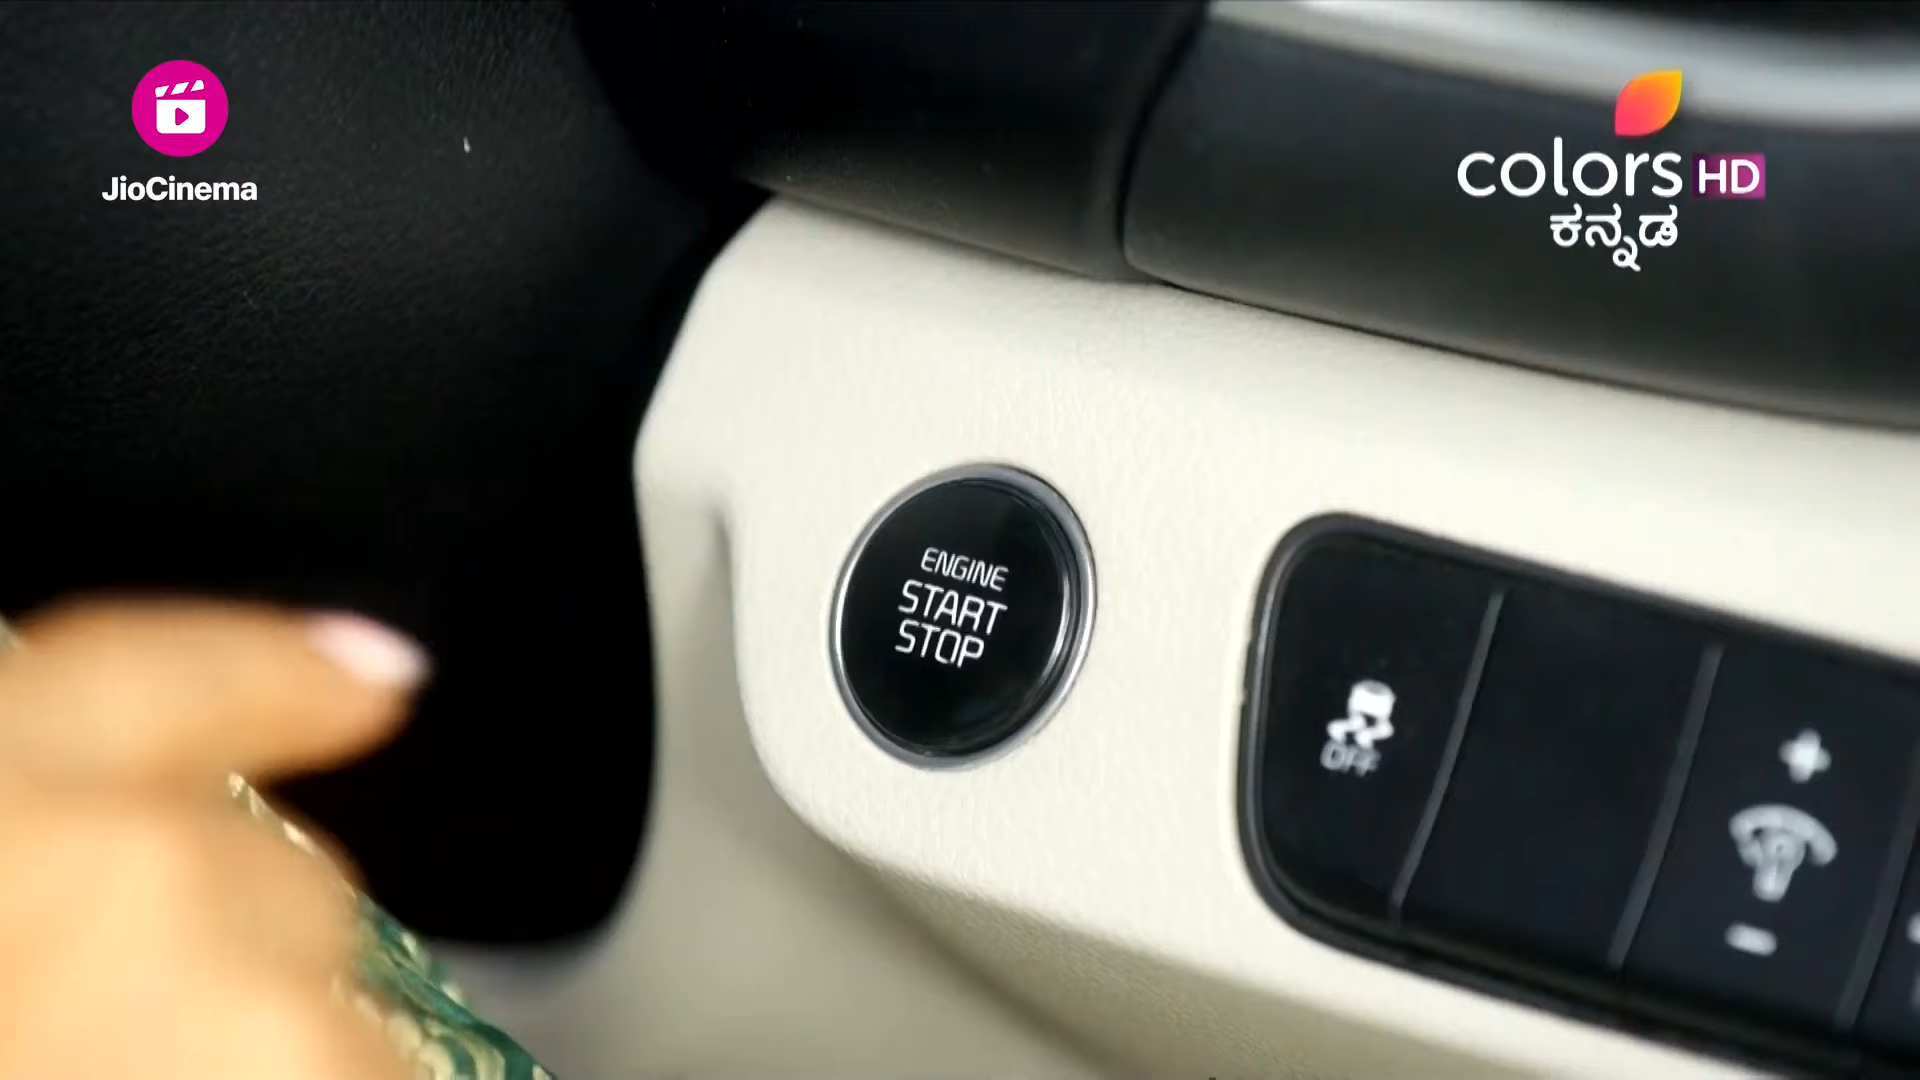 JioCinema
colors HD
ಕನ್ನಡ
ENGINE
START
STOP
OFF